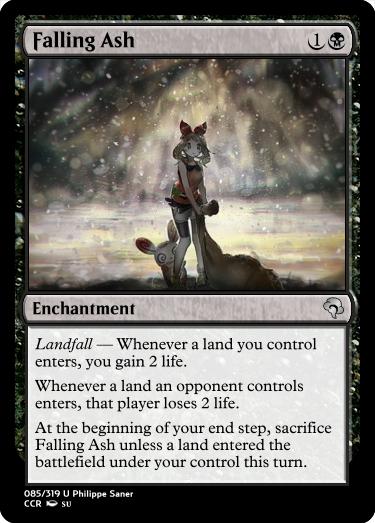 Falling Ash 1
Enchantment
Landfall — Whenever a land you control
enters, you gain 2 life.
Whenever a land an opponent controls
enters, that player loses 2 life.
At the beginning of your end step, sacrifice
Falling Ash unless a land entered the
battlefield under your control this turn.
085/319 U Philippe Saner
CCR SU